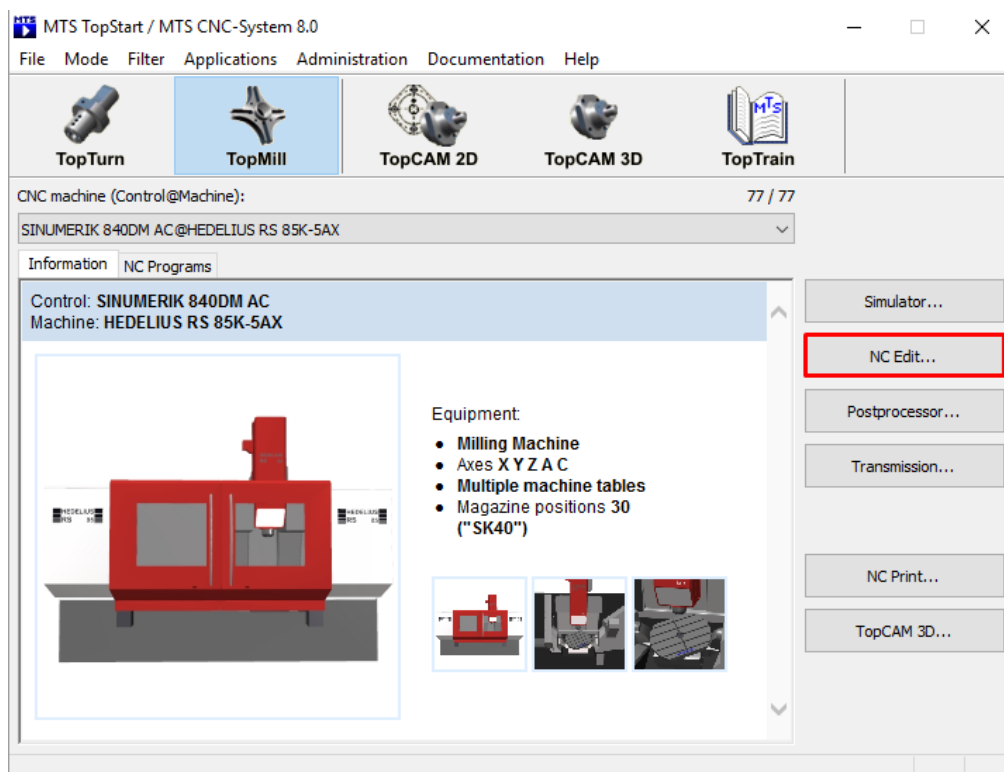 MTS TopStart / MTS CNC-System 8.0
File Mode Filter Applications Administration Documentation Help
TopTurn TopMill TopCAM 2D TopCAM 3D TopTrain
CNC machine (Control@Machine): 77 / 77
SINUMERIK 840DM AC@HEDELIUS RS 85K-5AX
Information NC Programs
Control: SINUMERIK 840DM AC
Machine: HEDELIUS RS 85K-5AX
Equipment:
Milling Machine
Axes X Y Z A C
Multiple machine tables
Magazine positions 30
("SK40")
Simulator...
NC Edit...
Postprocessor...
Transmission...
NC Print...
TopCAM 3D...